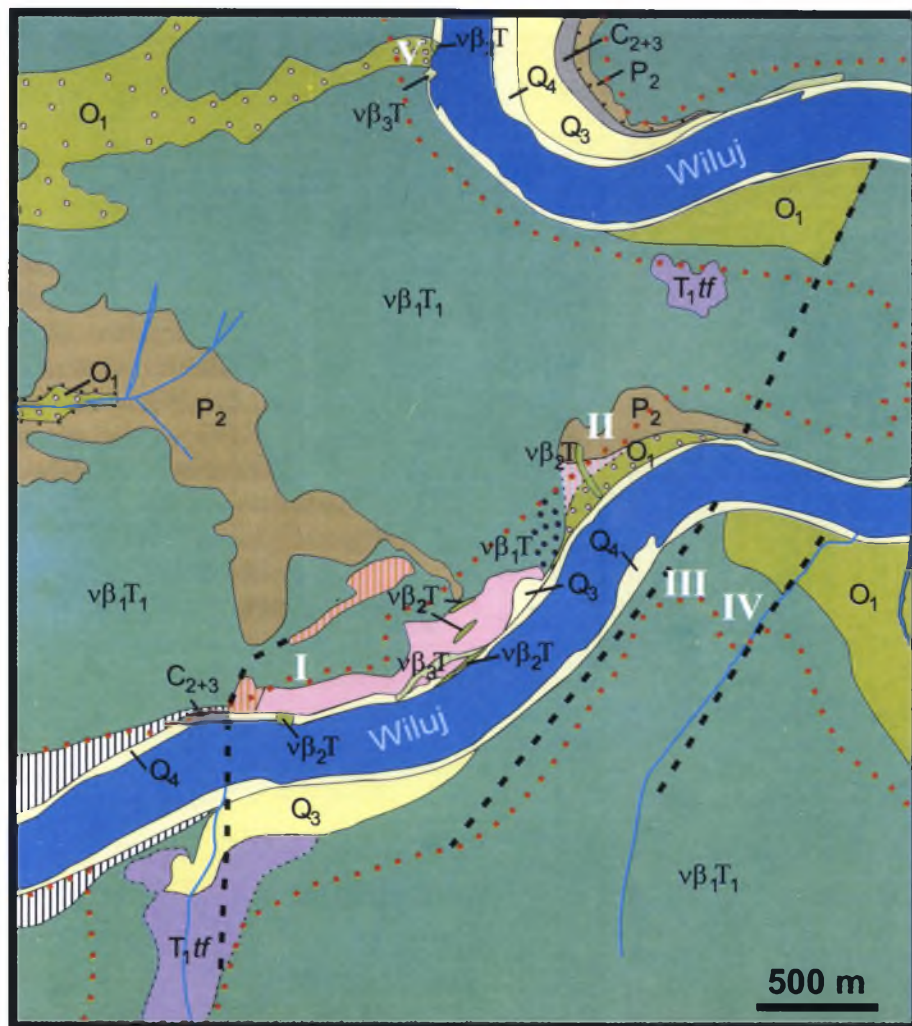 V
νβ₁T
C₂₊₃
P₂
Q₄
O₁
νβ₃T
Q₃
Wiluj
O₁
T₁tf
νβ₁T₁
O₁
P₂
P₂
II
νβ₂T
O₁
νβ₁T
Q₄
III
νβ₁T₁
νβ₂T
Q₃
IV
O₁
I
νβ₃T
νβ₂T
C₂₊₃
Wiluj
νβ₂T
Q₄
Q₃
νβ₁T₁
T₁tf
500 m